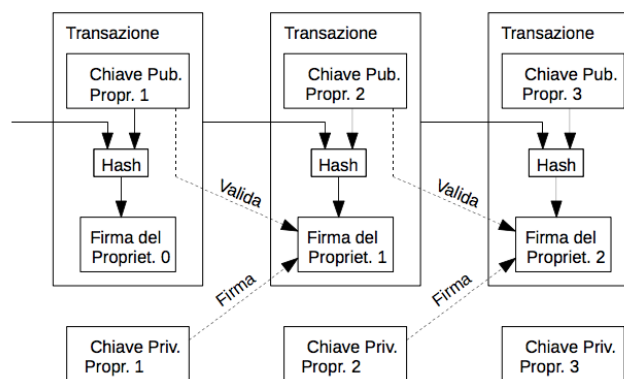 Transazione
Transazione
Transazione
Chiave Pub.
Propr. 1
Chiave Pub.
Propr. 2
Chiave Pub.
Propr. 3
Hash
Hash
Hash
Valida
Valida
Firma del
Propriet. 0
Firma del
Propriet. 1
Firma del
Propriet. 2
Firma
Firma
Chiave Priv.
Propr. 1
Chiave Priv.
Propr. 2
Chiave Priv.
Propr. 3